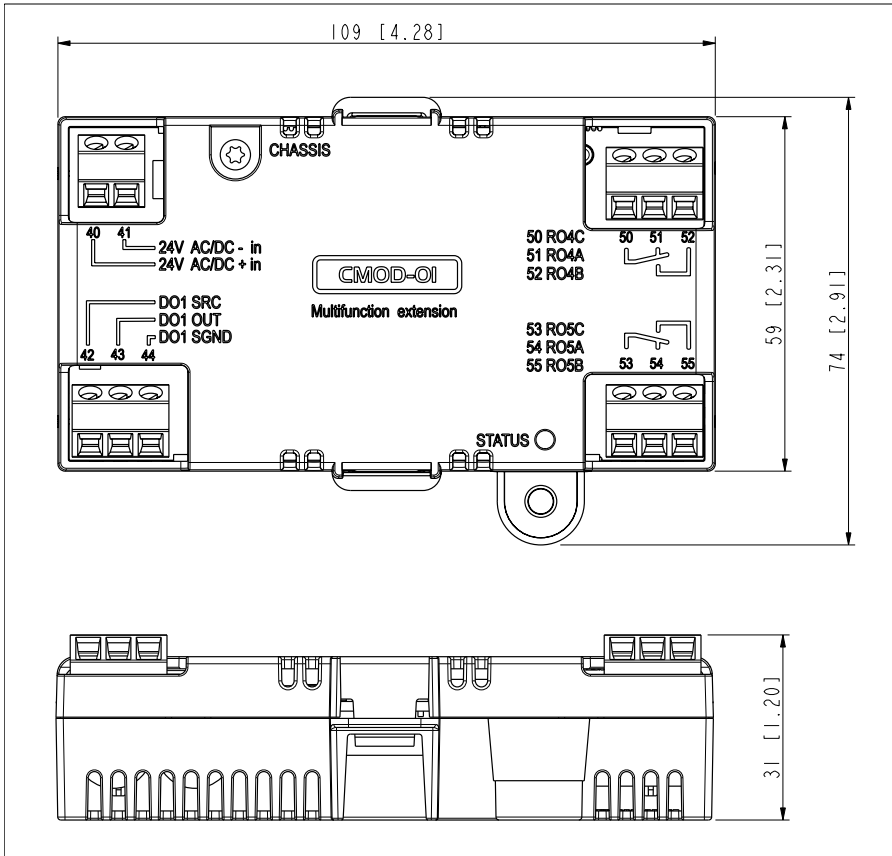 109 [4.28]
CHASSIS
40 41
24V AC/DC - in
24V AC/DC + in
DO1 SRC
DO1 OUT
DO1 SGND
42 43 44
CMOD-01
Multifunction extension
50 RO4C 50 51 52
51 RO4A
52 RO4B
53 RO5C
54 RO5A
55 RO5B 53 54 55
STATUS
59 [2.31]
74 [2.91]
31 [1.20]